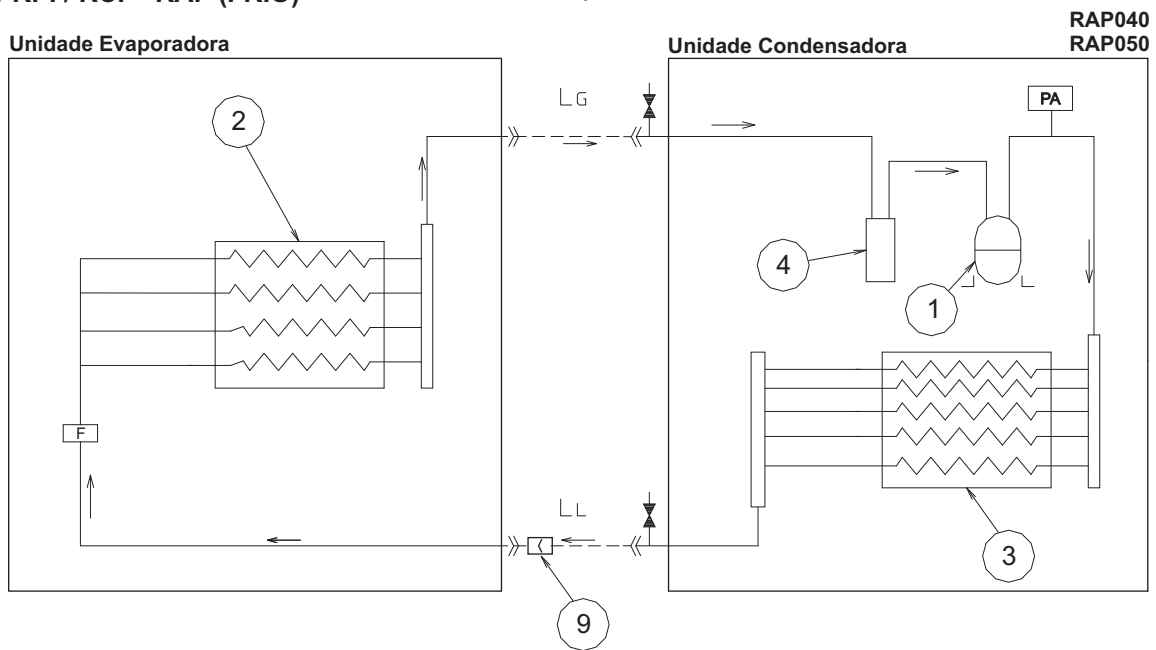 RAP040
Unidade Evaporadora
Unidade Condensadora
RAP050
LG
PA
2
4
1
F
LL
3
9